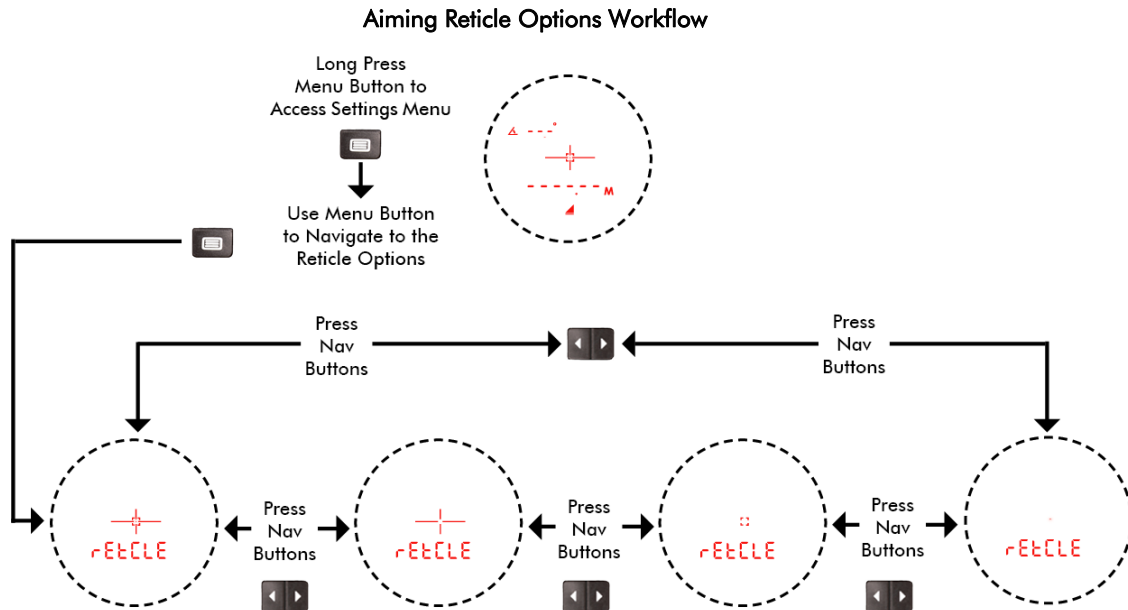 Aiming Reticle Options Workflow
Long Press
Menu Button to
Access Settings Menu
M
Use Menu Button
to Navigate to the
Reticle Options
Press
Nav
Buttons
Press
Nav
Buttons
rEtCLE
Press
Nav
Buttons
rEtCLE
Press
Nav
Buttons
rEtCLE
Press
Nav
Buttons
rEtCLE